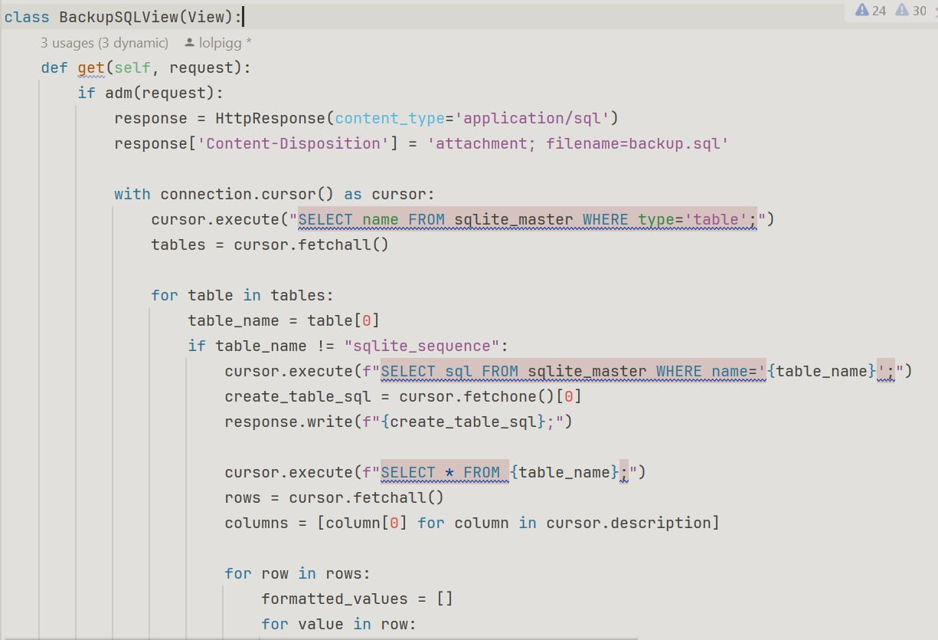 class BackupSQLView(View):
24 30
3 usages (3 dynamic) lolpigg *
def get(self, request):
if adm(request):
response = HttpResponse(content_type='application/sql')
response['Content-Disposition'] = 'attachment; filename=backup.sql'
with connection.cursor() as cursor:
cursor.execute("SELECT name FROM sqlite_master WHERE type='table';")
tables = cursor.fetchall()
for table in tables:
table_name = table[0]
if table_name != "sqlite_sequence":
cursor.execute(f"SELECT sql FROM sqlite_master WHERE name='{table_name}';")
create_table_sql = cursor.fetchone()[0]
response.write(f"{create_table_sql};")
cursor.execute(f"SELECT * FROM {table_name};")
rows = cursor.fetchall()
columns = [column[0] for column in cursor.description]
for row in rows:
formatted_values = []
for value in row: